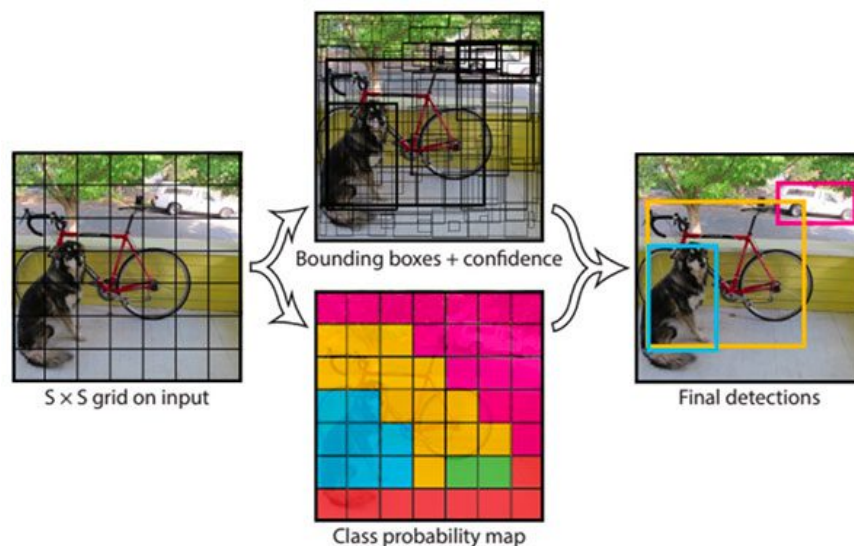 Bounding boxes + confidence
S × S grid on input
Final detections
Class probability map